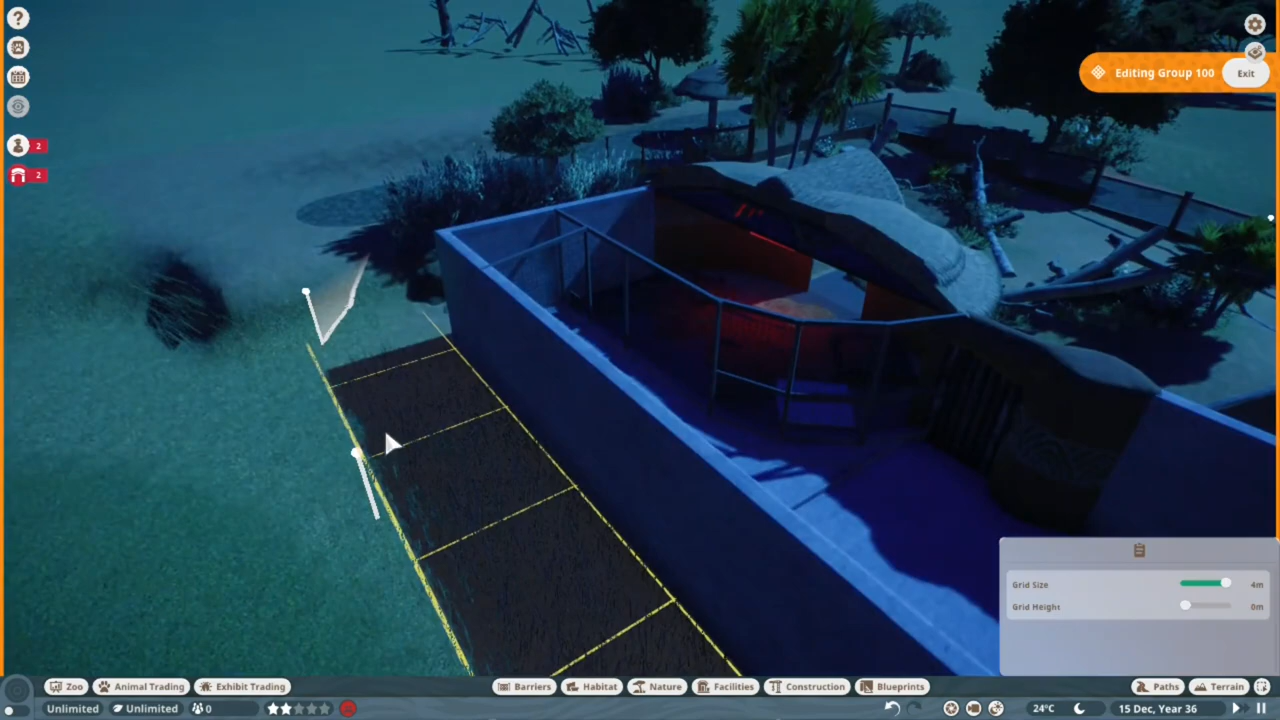 ?
Editing Group 100
Exit
2
2
Grid Size 4m
Grid Height 0m
Zoo Animal Trading Exhibit Trading Barriers Habitat Nature Facilities Construction Blueprints Paths Terrain
Unlimited Unlimited 0 24°C 15 Dec, Year 36